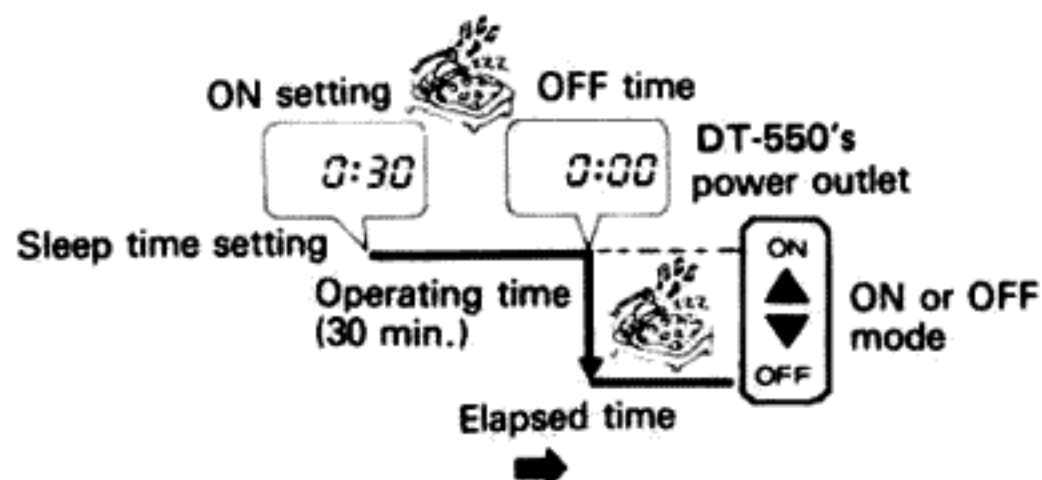 ON setting
OFF time
0:30
0:00
DT-550's
power outlet
Sleep time setting
ON
Operating time
(30 min.)
zzz
ON or OFF
mode
OFF
Elapsed time